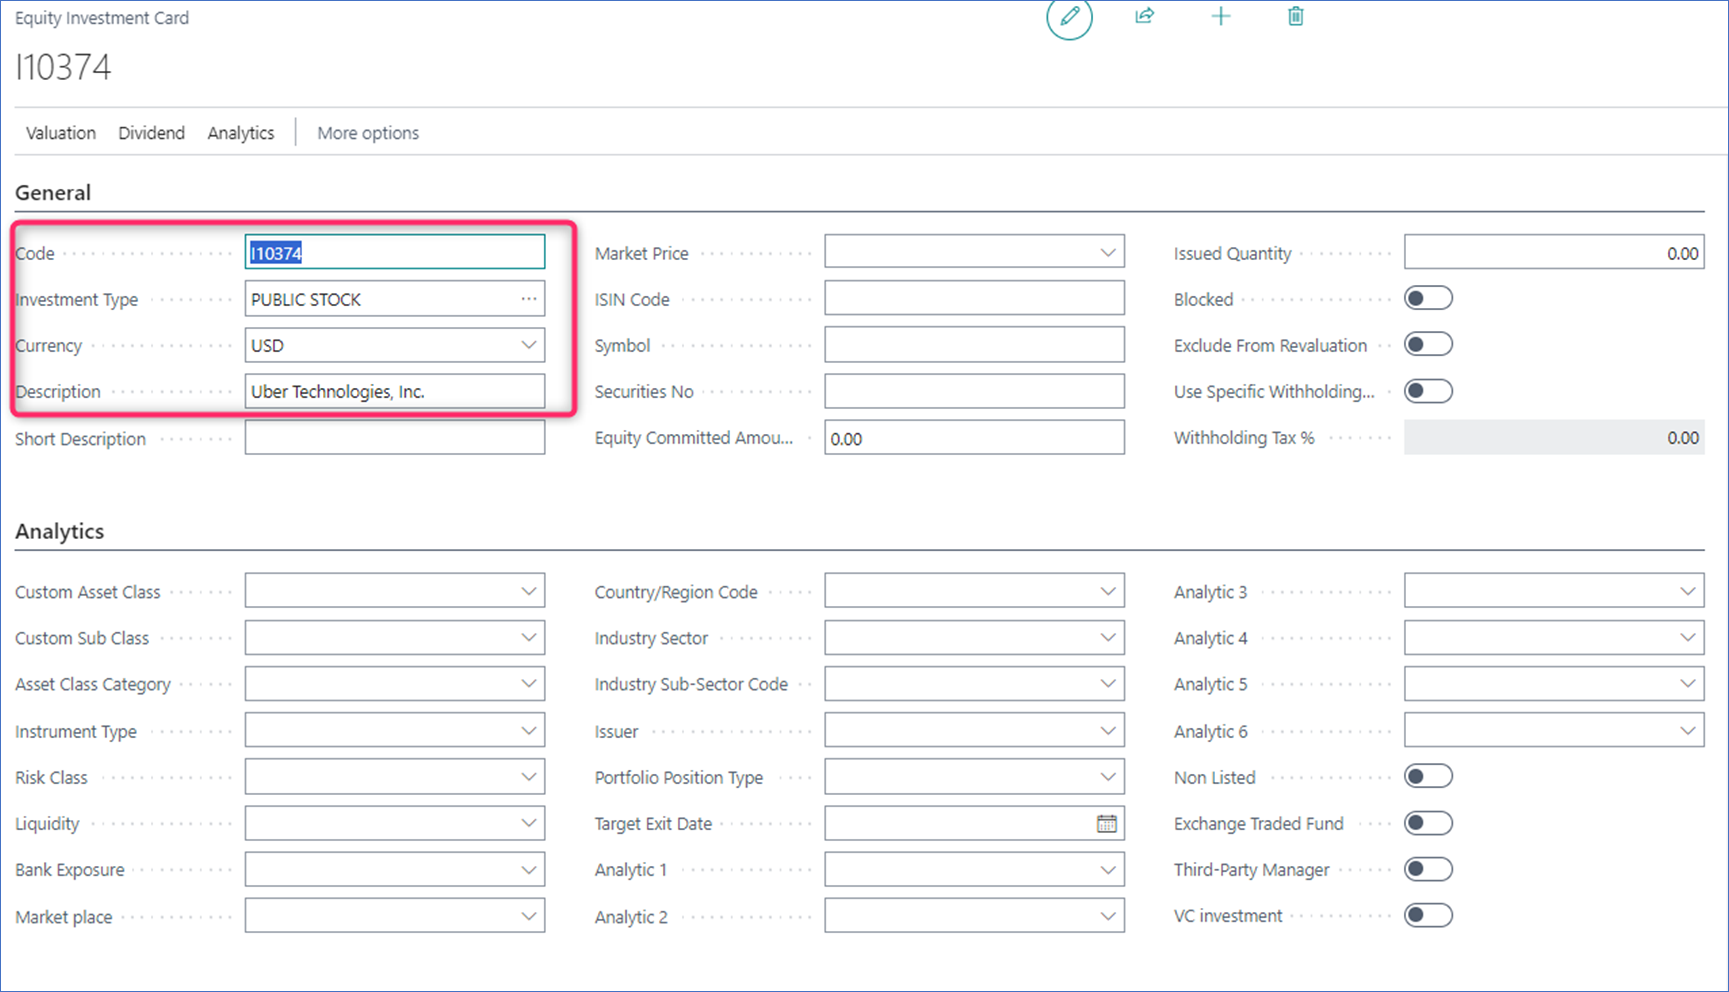 Equity Investment Card
I10374
Valuation Dividend Analytics More options
General
Code I10374
Investment Type PUBLIC STOCK ...
Currency USD
Description Uber Technologies, Inc.
Short Description
Market Price
ISIN Code
Symbol
Securities No
Equity Committed Amou... 0.00
Issued Quantity 0.00
Blocked
Exclude From Revaluation
Use Specific Withholding...
Withholding Tax % 0.00
Analytics
Custom Asset Class
Custom Sub Class
Asset Class Category
Instrument Type
Risk Class
Liquidity
Bank Exposure
Market place
Country/Region Code
Industry Sector
Industry Sub-Sector Code
Issuer
Portfolio Position Type
Target Exit Date
Analytic 1
Analytic 2
Analytic 3
Analytic 4
Analytic 5
Analytic 6
Non Listed
Exchange Traded Fund
Third-Party Manager
VC investment